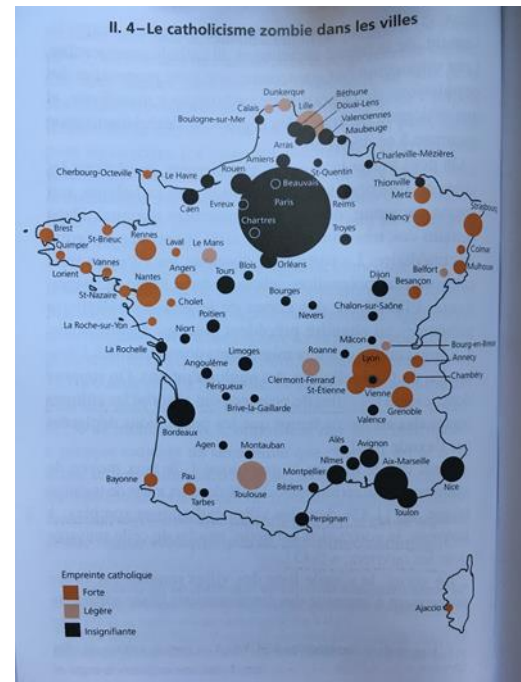 II. 4–Le catholicisme zombie dans les villes
Dunkerque
Béthune
Calais
Lille
Douai-Lens
Boulogne-sur-Mer
Valenciennes
Maubeuge
Arras
Amiens
Charleville-Mézières
Cherbourg-Octeville
Le Havre
Rouen
St-Quentin
Beauvais
Thionville
Metz
Caen
Evreux
Paris
Reims
Strasbourg
Chartres
Nancy
Brest
St-Brieuc
Rennes
Laval
Le Mans
Troyes
Colmar
Quimper
Orléans
Belfort
Mulhouse
Lorient
Vannes
Angers
Blois
Dijon
Besançon
Nantes
Tours
St-Nazaire
Cholet
Bourges
Chalon-sur-Saône
Nevers
La Roche-sur-Yon
Poitiers
Niort
Mâcon
Bourg-en-Bresse
La Rochelle
Limoges
Roanne
Lyon
Annecy
Angoulême
Clermont-Ferrand
Chambéry
Périgueux
St-Étienne
Vienne
Grenoble
Brive-la-Gaillarde
Valence
Bordeaux
Agen
Montauban
Alès
Avignon
Nîmes
Aix-Marseille
Bayonne
Pau
Montpellier
Toulouse
Béziers
Nice
Tarbes
Toulon
Perpignan
Empreinte catholique
Forte
Légère
Ajaccio
Insignifiante